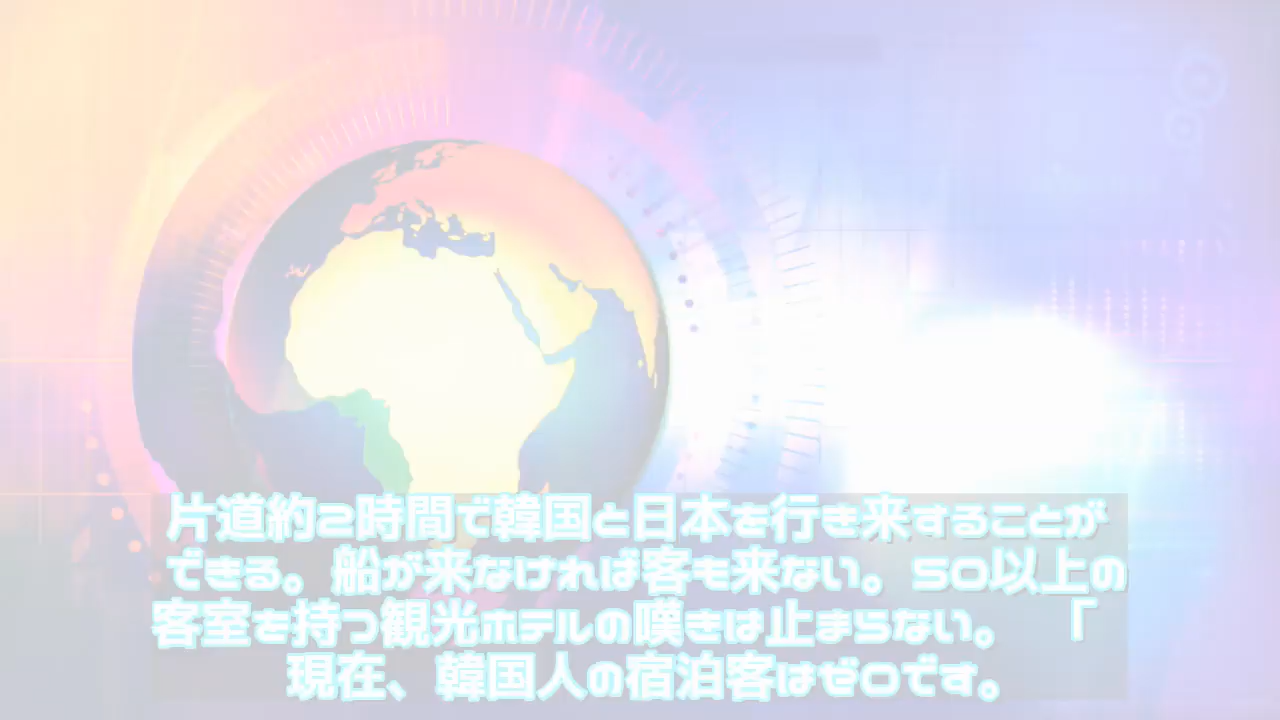 片道約2時間で韓国と日本を行き来することが
できる。船が来なければ客も来ない。50以上の
客室を持つ観光ホテルの嘆きは止まらない。　「
現在、韓国人の宿泊客はゼロです。